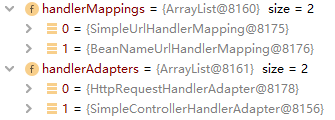 f handlerMappings = {ArrayList@8160} size = 2
0 = {SimpleUrlHandlerMapping@8175}
1 = {BeanNameUrlHandlerMapping@8176}
f handlerAdapters = {ArrayList@8161} size = 2
0 = {HttpRequestHandlerAdapter@8178}
1 = {SimpleControllerHandlerAdapter@8156}